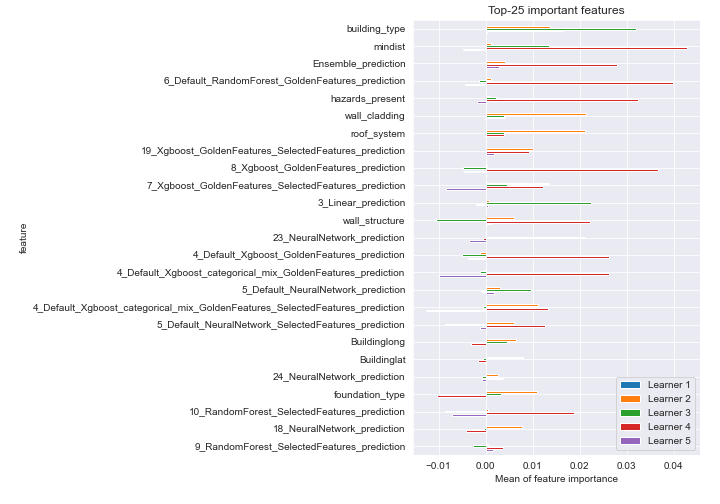 Top-25 important features
building_type
mindist
Ensemble_prediction
6_Default_RandomForest_GoldenFeatures_prediction
hazards_present
wall_cladding
roof_system
19_Xgboost_GoldenFeatures_SelectedFeatures_prediction
8_Xgboost_GoldenFeatures_prediction
7_Xgboost_GoldenFeatures_SelectedFeatures_prediction
3_Linear_prediction
wall_structure
23_NeuralNetwork_prediction
4_Default_Xgboost_GoldenFeatures_prediction
4_Default_Xgboost_categorical_mix_GoldenFeatures_prediction
5_Default_NeuralNetwork_prediction
4_Default_Xgboost_categorical_mix_GoldenFeatures_SelectedFeatures_prediction
5_Default_NeuralNetwork_SelectedFeatures_prediction
Buildinglong
Buildinglat
24_NeuralNetwork_prediction
foundation_type
10_RandomForest_SelectedFeatures_prediction
18_NeuralNetwork_prediction
9_RandomForest_SelectedFeatures_prediction
feature
Learner 1
Learner 2
Learner 3
Learner 4
Learner 5
−0.01 0.00 0.01 0.02 0.03 0.04
Mean of feature importance